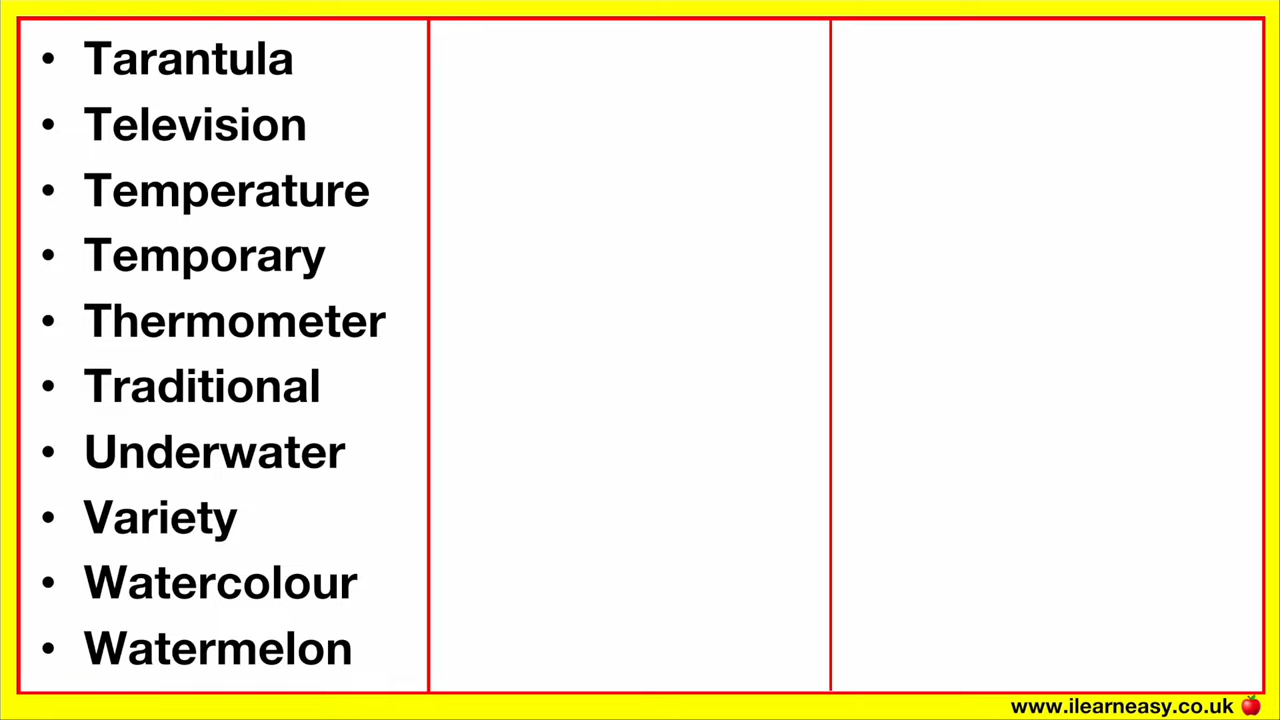 • Tarantula
• Television
• Temperature
• Temporary
• Thermometer
• Traditional
• Underwater
• Variety
• Watercolour
• Watermelon
www.ilearneasy.co.uk